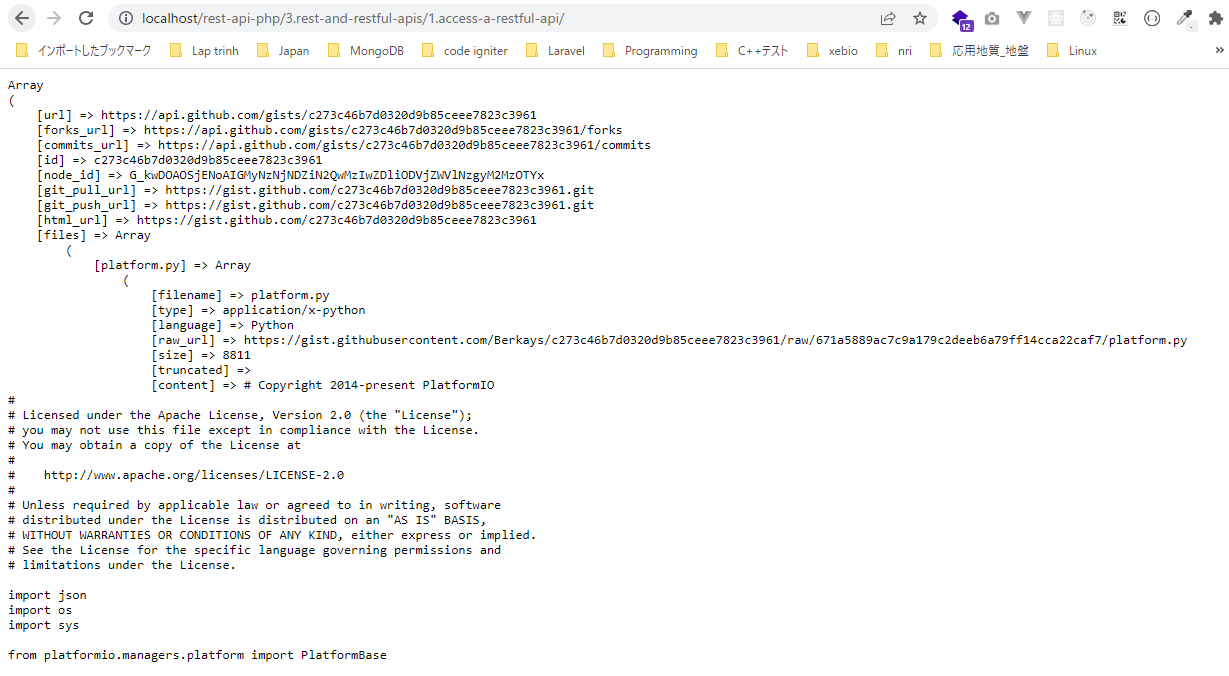 localhost/rest-api-php/3.rest-and-restful-apis/1.access-a-restful-api/
12
インポートしたブックマーク Lap trinh Japan MongoDB code igniter Laravel Programming C++テスト xebio nri 応用地質_地盤 Linux »
Array
(
    [url] => https://api.github.com/gists/c273c46b7d0320d9b85ceee7823c3961
    [forks_url] => https://api.github.com/gists/c273c46b7d0320d9b85ceee7823c3961/forks
    [commits_url] => https://api.github.com/gists/c273c46b7d0320d9b85ceee7823c3961/commits
    [id] => c273c46b7d0320d9b85ceee7823c3961
    [node_id] => G_kwDOAOSjENoAIGMyNzNjNDZiN2QwMzIwZDliODVjZWVlNzgyM2MzOTYx
    [git_pull_url] => https://gist.github.com/c273c46b7d0320d9b85ceee7823c3961.git
    [git_push_url] => https://gist.github.com/c273c46b7d0320d9b85ceee7823c3961.git
    [html_url] => https://gist.github.com/c273c46b7d0320d9b85ceee7823c3961
    [files] => Array
        (
            [platform.py] => Array
                (
                    [filename] => platform.py
                    [type] => application/x-python
                    [language] => Python
                    [raw_url] => https://gist.githubusercontent.com/Berkays/c273c46b7d0320d9b85ceee7823c3961/raw/671a5889ac7c9a179c2deeb6a79ff14cca22caf7/platform.py
                    [size] => 8811
                    [truncated] =>
                    [content] => # Copyright 2014-present PlatformIO
#
# Licensed under the Apache License, Version 2.0 (the "License");
# you may not use this file except in compliance with the License.
# You may obtain a copy of the License at
#
#    http://www.apache.org/licenses/LICENSE-2.0
#
# Unless required by applicable law or agreed to in writing, software
# distributed under the License is distributed on an "AS IS" BASIS,
# WITHOUT WARRANTIES OR CONDITIONS OF ANY KIND, either express or implied.
# See the License for the specific language governing permissions and
# limitations under the License.
import json
import os
import sys
from platformio.managers.platform import PlatformBase